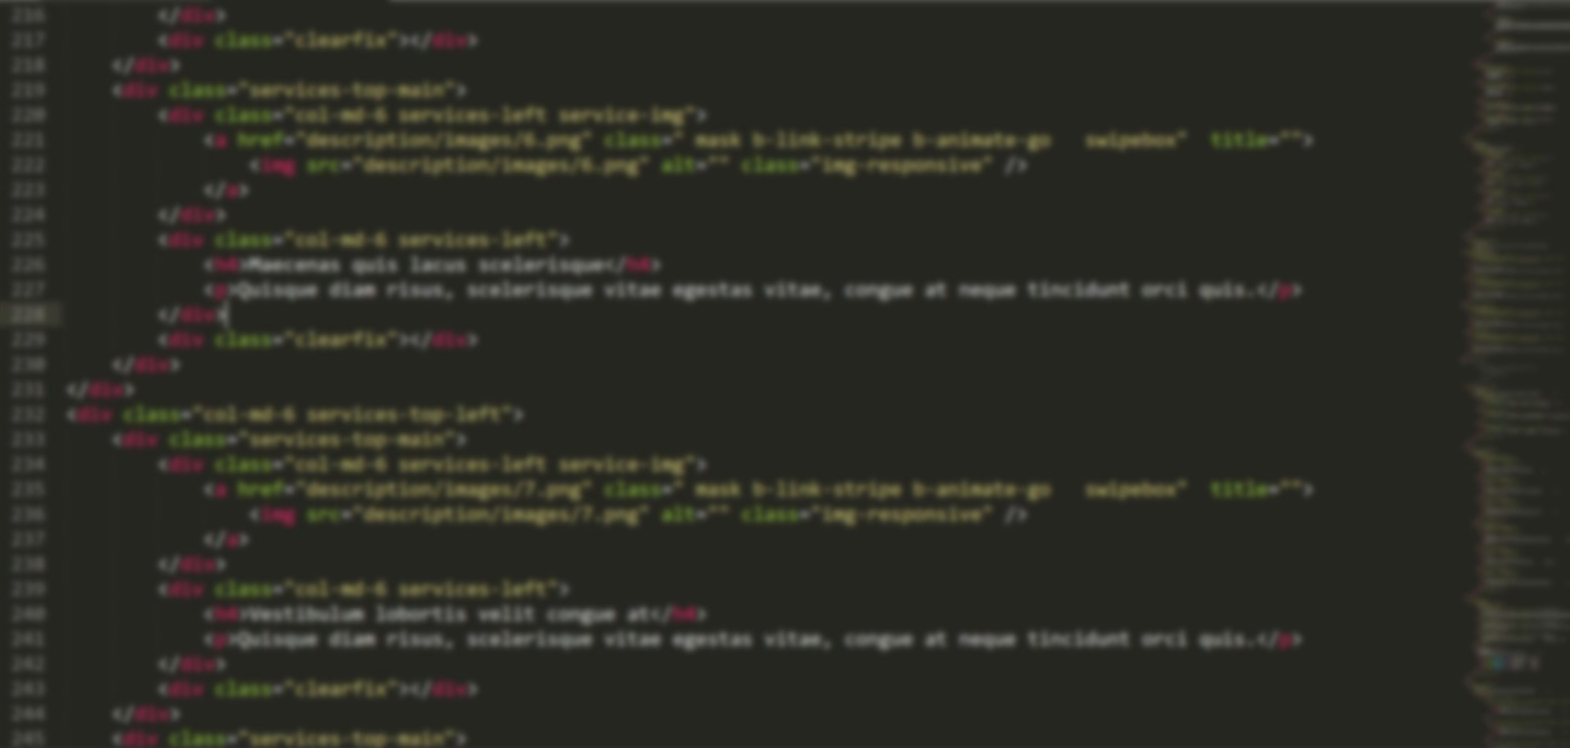 216 </div>
217 <div class="clearfix"></div>
218 </div>
219 <div class="services-top-main">
220 <div class="col-md-6 services-left service-img">
221 <a href="description/images/6.png" class=" mask b-link-stripe b-animate-go   swipebox"  title="">
222 <img src="description/images/6.png" alt="" class="img-responsive" />
223 </a>
224 </div>
225 <div class="col-md-6 services-left">
226 <h4>Maecenas quis lacus scelerisque</h4>
227 <p>Quisque diam risus, scelerisque vitae egestas vitae, congue at neque tincidunt orci quis.</p>
228 </div>
229 <div class="clearfix"></div>
230 </div>
231 </div>
232 <div class="col-md-6 services-top-left">
233 <div class="services-top-main">
234 <div class="col-md-6 services-left service-img">
235 <a href="description/images/7.png" class=" mask b-link-stripe b-animate-go   swipebox"  title="">
236 <img src="description/images/7.png" alt="" class="img-responsive" />
237 </a>
238 </div>
239 <div class="col-md-6 services-left">
240 <h4>Vestibulum lobortis velit congue at</h4>
241 <p>Quisque diam risus, scelerisque vitae egestas vitae, congue at neque tincidunt orci quis.</p>
242 </div>
243 <div class="clearfix"></div>
244 </div>
245 <div class="services-top-main">